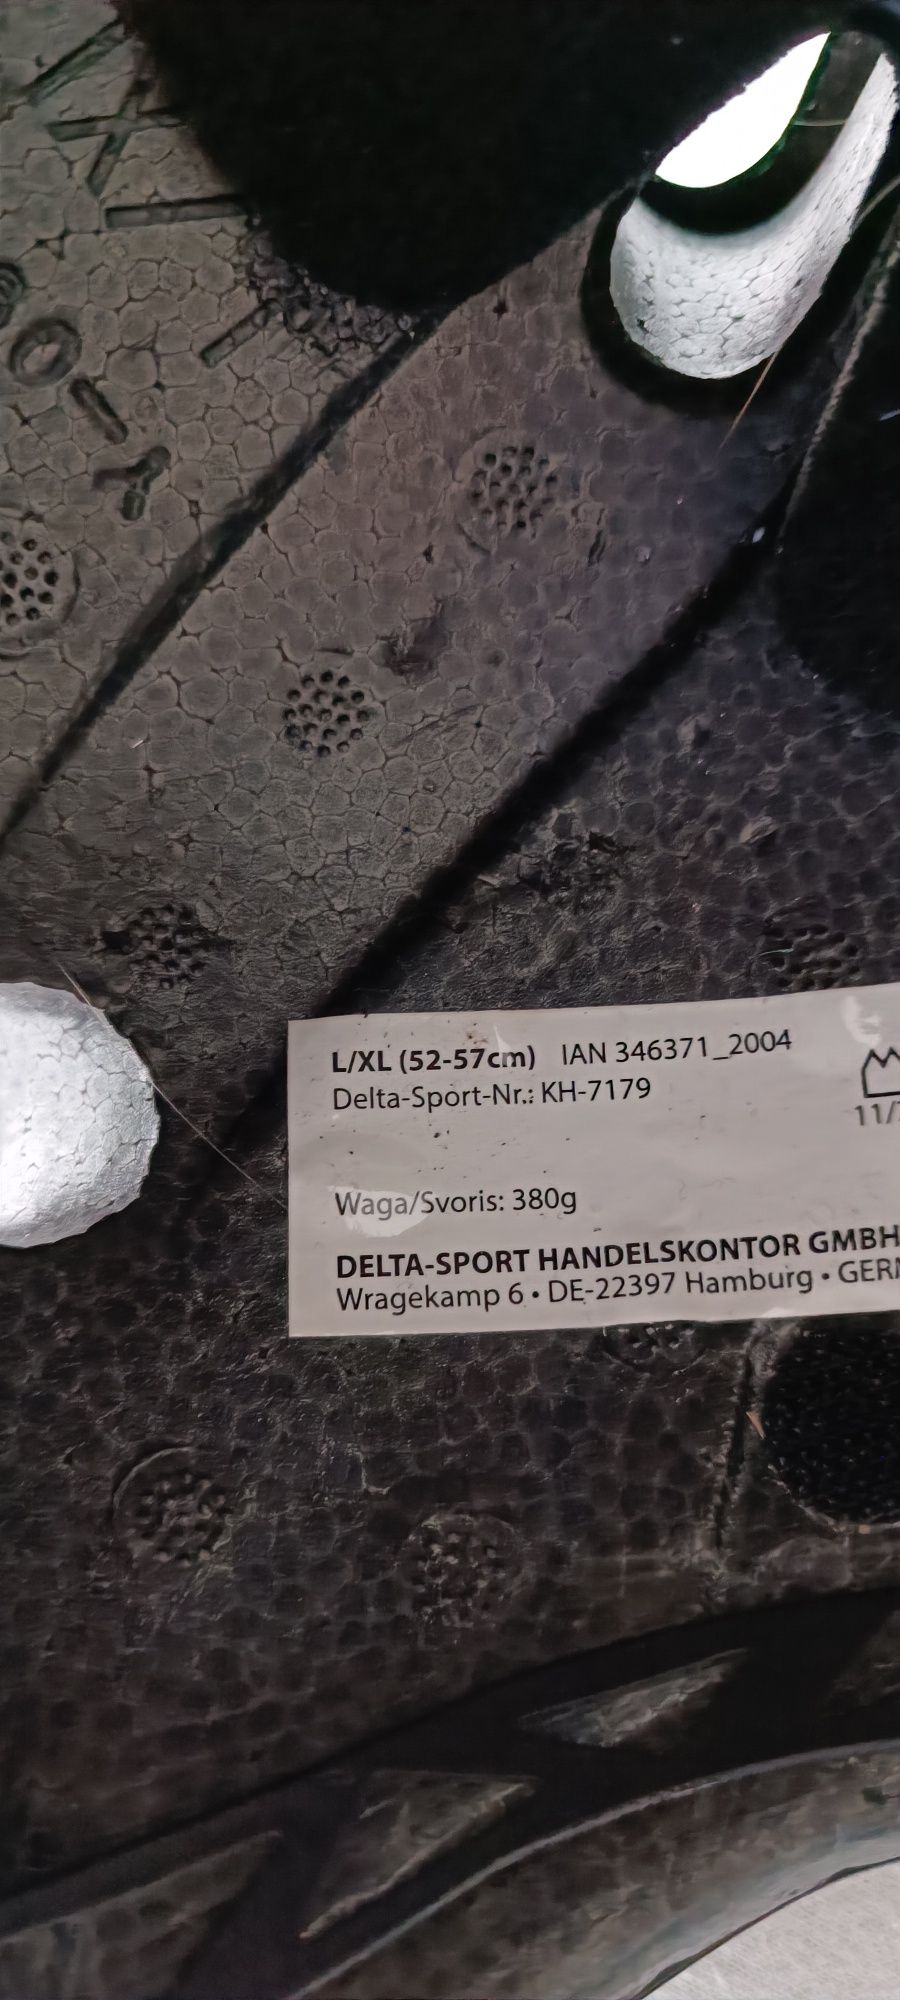 L/XL (52-57cm) IAN 346371_2004
Delta-Sport-Nr.: KH-7179
11/
Waga/Svoris: 380g
DELTA-SPORT HANDELSKONTOR GMBH
Wragekamp 6 • DE-22397 Hamburg •